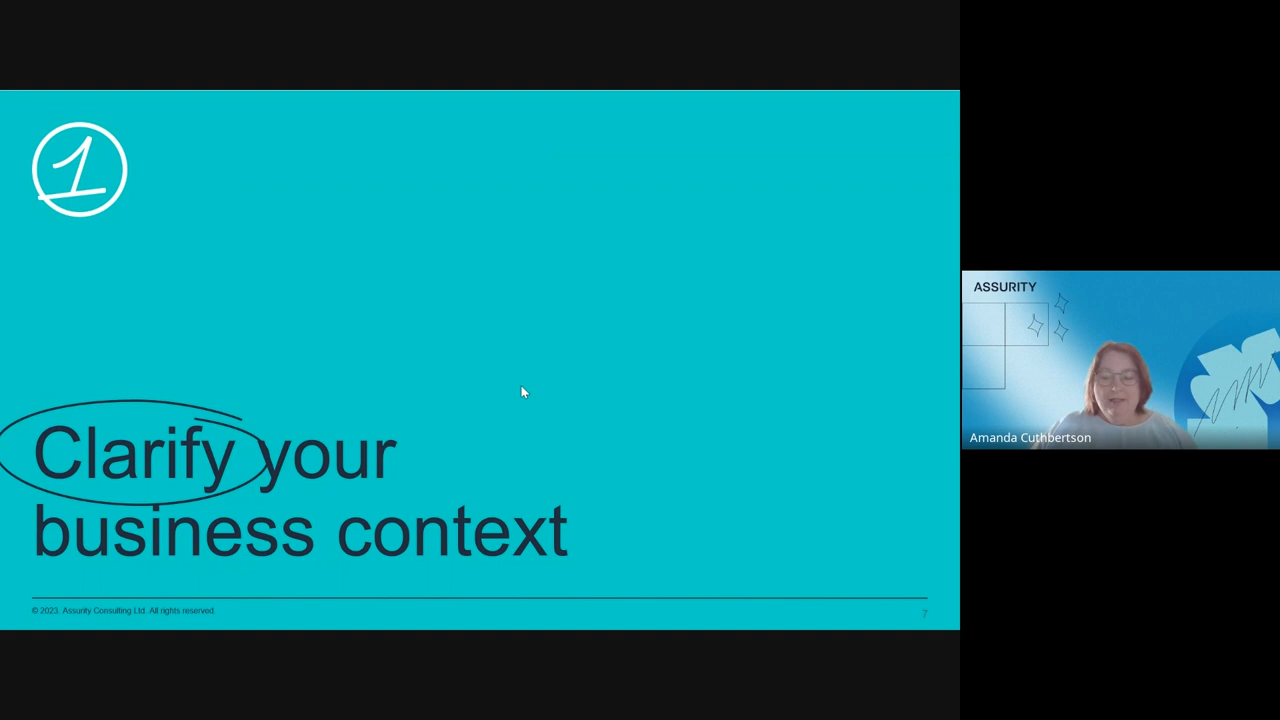 1
Clarify your
business context
© 2023. Assurity Consulting Ltd. All rights reserved.
7
ASSURITY
Amanda Cuthbertson